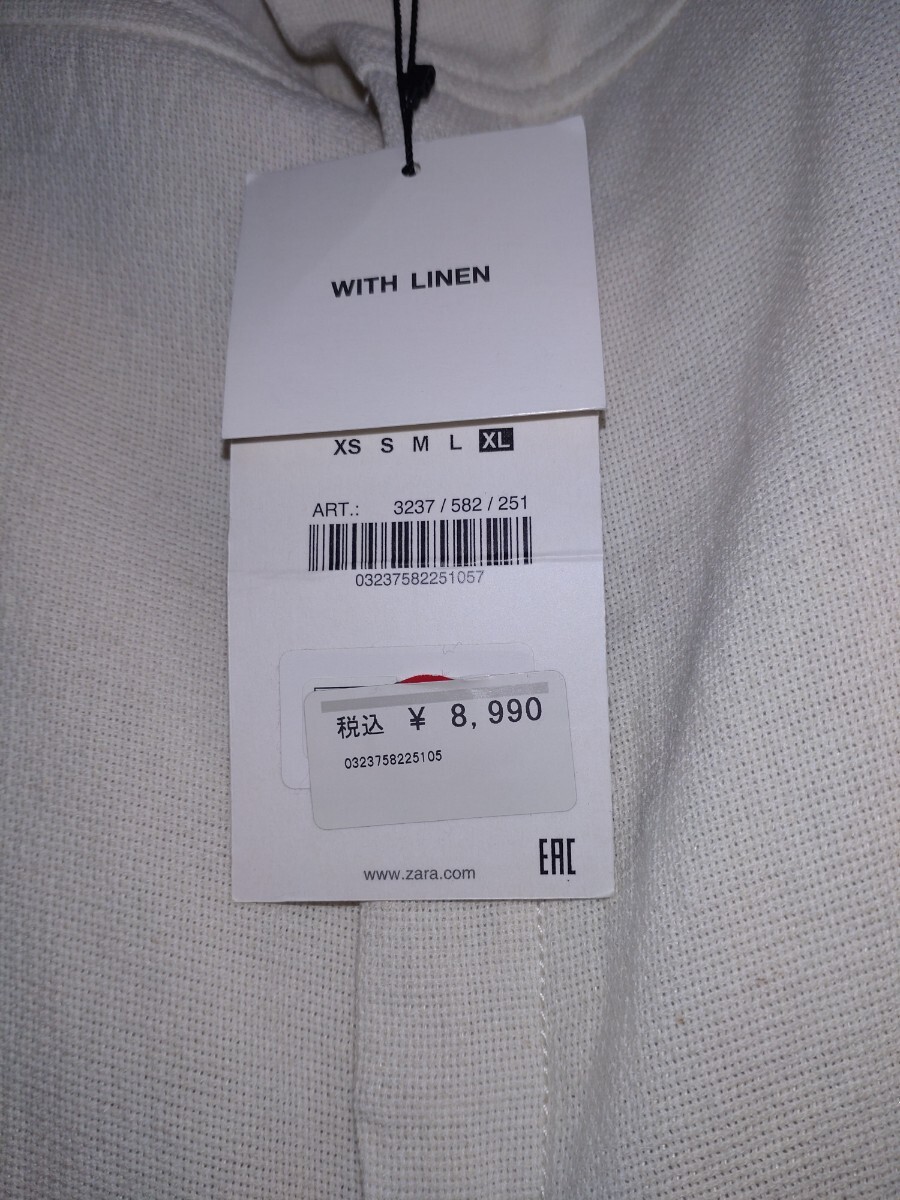 WITH LINEN
XS S M L XL
ART.: 3237 / 582 / 251
03237582251057
税込 ¥ 8,990
0323758225105
www.zara.com
EAC